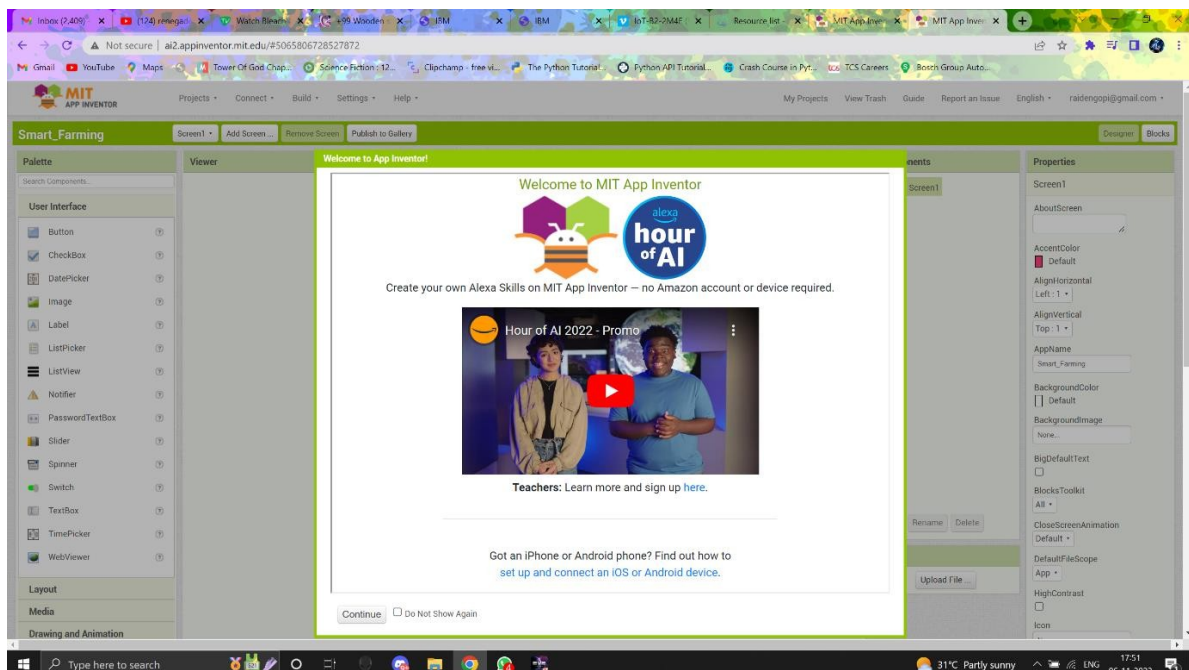 Inbox (2,409)
(124) renegad
Watch Bleach
+99 Wooden
IBM
IBM
IoT-B2-2M4E
Resource list -
MIT App Inve
MIT App Inver
Not secure | ai2.appinventor.mit.edu/#5065806728527872
Gmail
YouTube
Maps
Tower Of God Chap...
Science Fiction : 12...
Clipchamp - free vi...
The Python Tutorial...
Python API Tutorial...
Crash Course in Pyt...
TCS Careers
Bosch Group Auto...
MIT
APP INVENTOR
Projects
Connect
Build
Settings
Help
My Projects
View Trash
Guide
Report an Issue
English
raidengopi@gmail.com
Smart_Farming
Screen1
Add Screen ...
Remove Screen
Publish to Gallery
Designer
Blocks
Palette
Search Components...
User Interface
Button
CheckBox
DatePicker
Image
Label
ListPicker
ListView
Notifier
PasswordTextBox
Slider
Spinner
Switch
TextBox
TimePicker
WebViewer
Layout
Media
Drawing and Animation
Viewer
Welcome to App Inventor!
Welcome to MIT App Inventor
alexa
hour
of AI
Create your own Alexa Skills on MIT App Inventor — no Amazon account or device required.
Hour of AI 2022 - Promo
Teachers: Learn more and sign up here.
Got an iPhone or Android phone? Find out how to
set up and connect an iOS or Android device.
Continue
Do Not Show Again
nents
Screen1
Rename
Delete
Upload File ...
Properties
Screen1
AboutScreen
AccentColor
Default
AlignHorizontal
Left : 1
AlignVertical
Top : 1
AppName
Smart_Farming
BackgroundColor
Default
BackgroundImage
None...
BigDefaultText
BlocksToolkit
All
CloseScreenAnimation
Default
DefaultFileScope
App
HighContrast
Icon
Type here to search
31°C Partly sunny
ENG
17:51